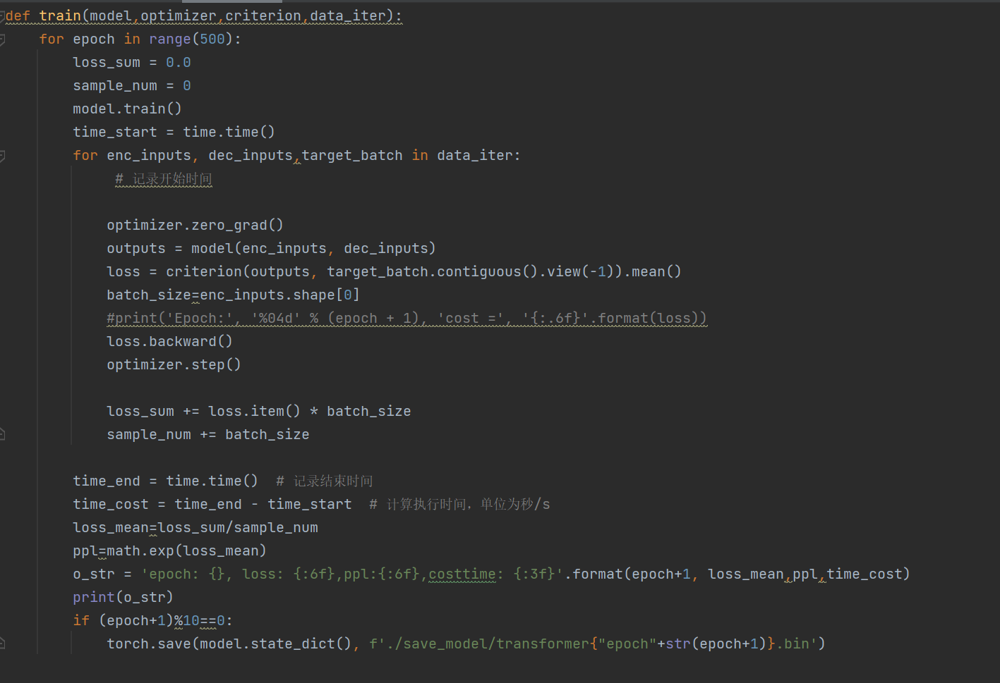 def train(model,optimizer,criterion,data_iter):
    for epoch in range(500):
        loss_sum = 0.0
        sample_num = 0
        model.train()
        time_start = time.time()
        for enc_inputs, dec_inputs,target_batch in data_iter:
             # 记录开始时间
            optimizer.zero_grad()
            outputs = model(enc_inputs, dec_inputs)
            loss = criterion(outputs, target_batch.contiguous().view(-1)).mean()
            batch_size=enc_inputs.shape[0]
            #print('Epoch:', '%04d' % (epoch + 1), 'cost =', '{:.6f}'.format(loss))
            loss.backward()
            optimizer.step()
            loss_sum += loss.item() * batch_size
            sample_num += batch_size
        time_end = time.time()  # 记录结束时间
        time_cost = time_end - time_start  # 计算执行时间，单位为秒/s
        loss_mean=loss_sum/sample_num
        ppl=math.exp(loss_mean)
        o_str = 'epoch: {}, loss: {:6f},ppl:{:6f},costtime: {:3f}'.format(epoch+1, loss_mean,ppl,time_cost)
        print(o_str)
        if (epoch+1)%10==0:
            torch.save(model.state_dict(), f'./save_model/transformer{"epoch"+str(epoch+1)}.bin')